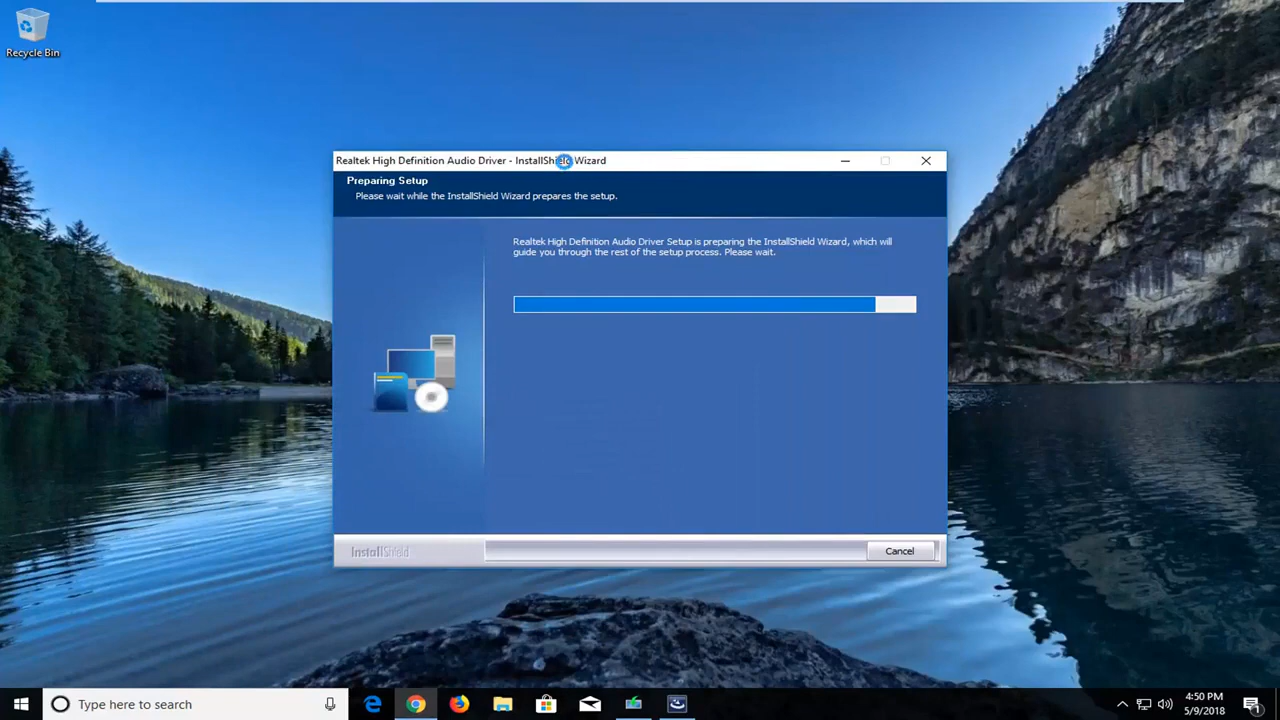 Recycle Bin
Realtek High Definition Audio Driver - InstallShield Wizard
Preparing Setup
Please wait while the InstallShield Wizard prepares the setup.
Realtek High Definition Audio Driver Setup is preparing the InstallShield Wizard, which will
guide you through the rest of the setup process. Please wait.
InstallShield
Cancel
Type here to search
4:50 PM
5/9/2018
1